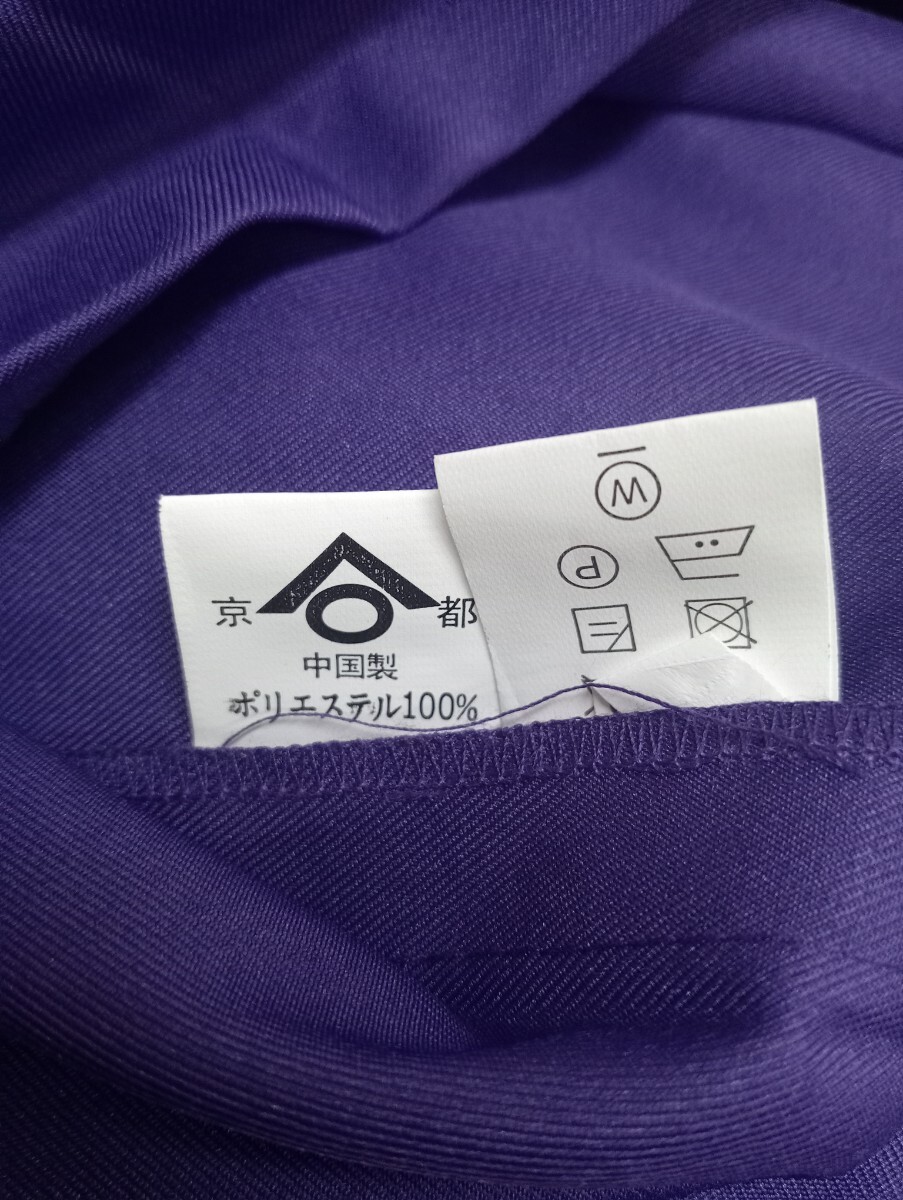 京 都
中国製
ポリエステル100%
W
P